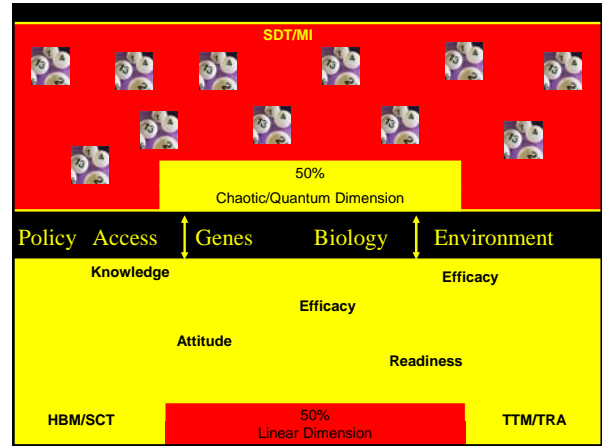 SDT/MI
50%
Chaotic/Quantum Dimension
Policy Access Genes Biology Environment
Knowledge
Efficacy
Efficacy
Attitude
Readiness
HBM/SCT
50%
Linear Dimension
TTM/TRA